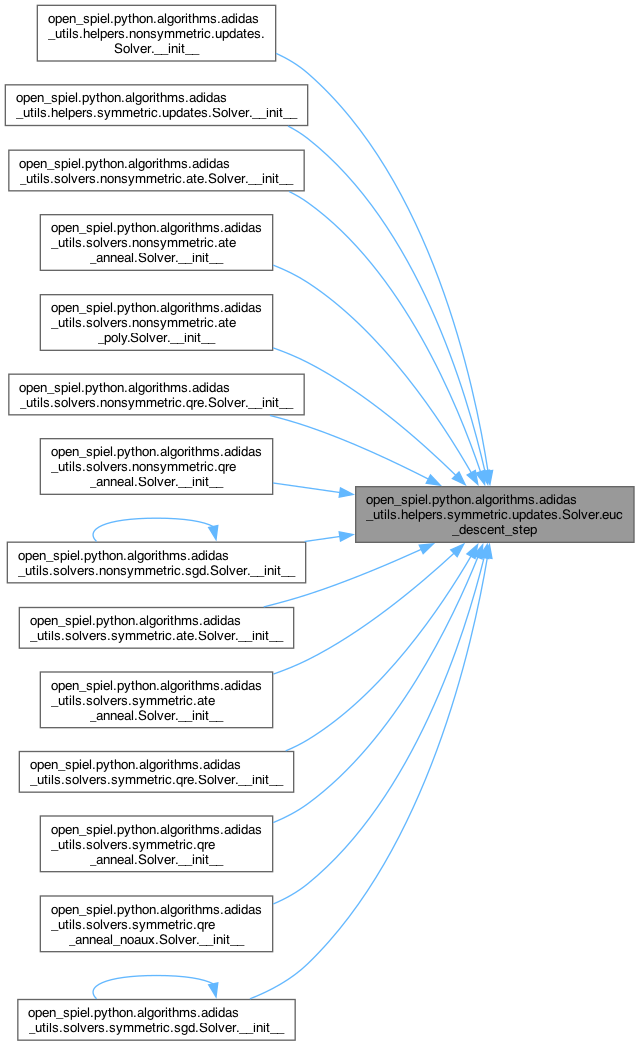 open_spiel.python.algorithms.adidas
_utils.helpers.nonsymmetric.updates.
Solver.__init__
open_spiel.python.algorithms.adidas
_utils.helpers.symmetric.updates.Solver.__init__
open_spiel.python.algorithms.adidas
_utils.solvers.nonsymmetric.ate.Solver.__init__
open_spiel.python.algorithms.adidas
_utils.solvers.nonsymmetric.ate
_anneal.Solver.__init__
open_spiel.python.algorithms.adidas
_utils.solvers.nonsymmetric.ate
_poly.Solver.__init__
open_spiel.python.algorithms.adidas
_utils.solvers.nonsymmetric.qre.Solver.__init__
open_spiel.python.algorithms.adidas
_utils.solvers.nonsymmetric.qre
_anneal.Solver.__init__
open_spiel.python.algorithms.adidas
_utils.helpers.symmetric.updates.Solver.euc
_descent_step
open_spiel.python.algorithms.adidas
_utils.solvers.nonsymmetric.sgd.Solver.__init__
open_spiel.python.algorithms.adidas
_utils.solvers.symmetric.ate.Solver.__init__
open_spiel.python.algorithms.adidas
_utils.solvers.symmetric.ate
_anneal.Solver.__init__
open_spiel.python.algorithms.adidas
_utils.solvers.symmetric.qre.Solver.__init__
open_spiel.python.algorithms.adidas
_utils.solvers.symmetric.qre
_anneal.Solver.__init__
open_spiel.python.algorithms.adidas
_utils.solvers.symmetric.qre
_anneal_noaux.Solver.__init__
open_spiel.python.algorithms.adidas
_utils.solvers.symmetric.sgd.Solver.__init__